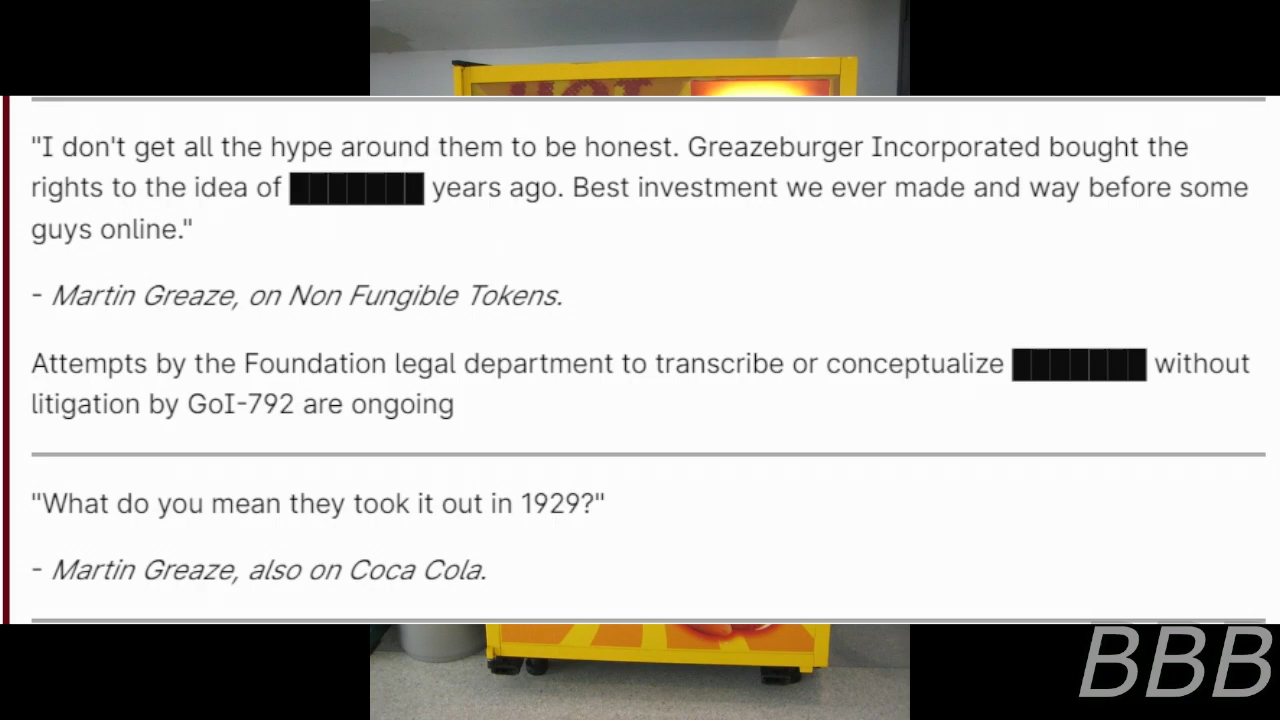 HOT
"I don't get all the hype around them to be honest. Greazeburger Incorporated bought the
rights to the idea of ███████ years ago. Best investment we ever made and way before some
guys online."
- Martin Greaze, on Non Fungible Tokens.
Attempts by the Foundation legal department to transcribe or conceptualize ███████ without
litigation by GoI-792 are ongoing
"What do you mean they took it out in 1929?"
- Martin Greaze, also on Coca Cola.
BBB